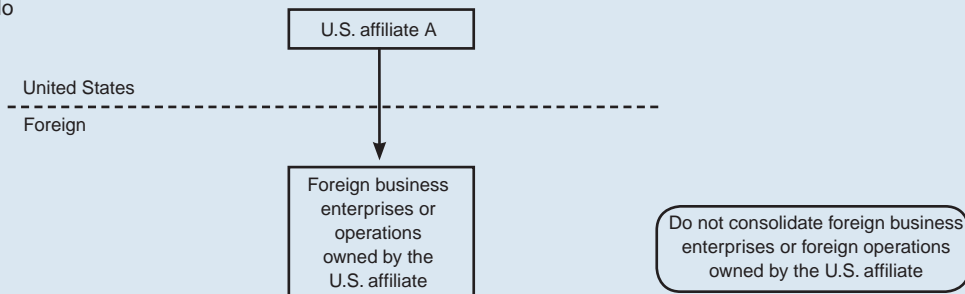 U.S. affiliate A
United States
Foreign
Foreign business
enterprises or
operations
owned by the
U.S. affiliate
Do not consolidate foreign business
enterprises or foreign operations
owned by the U.S. affiliate